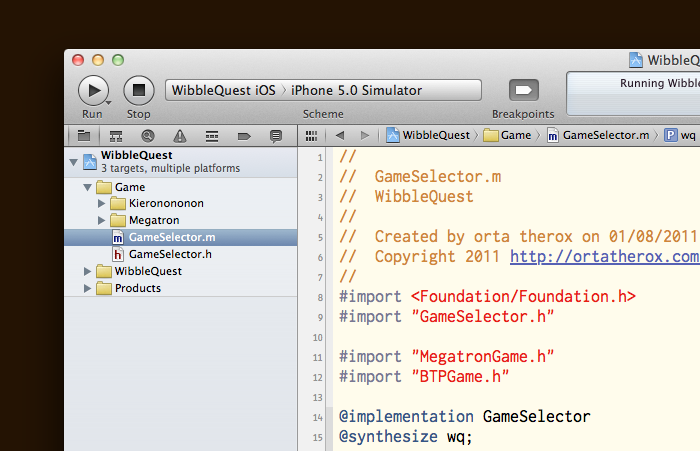 WibbleQ
WibbleQuest iOS 〉 iPhone 5.0 Simulator
Running Wibble
Run Stop Scheme Breakpoints
WibbleQuest 〉 Game 〉 GameSelector.m 〉 P wq
WibbleQuest
3 targets, multiple platforms
Game
Kieronononon
Megatron
m GameSelector.m
h GameSelector.h
WibbleQuest
Products
1 //
2 // GameSelector.m
3 // WibbleQuest
4 //
5 // Created by orta therox on 01/08/2011
6 // Copyright 2011 http://ortatherox.com
7 //
8 #import <Foundation/Foundation.h>
9 #import "GameSelector.h"
10
11 #import "MegatronGame.h"
12 #import "BTPGame.h"
13
14 @implementation GameSelector
15 @synthesize wq;